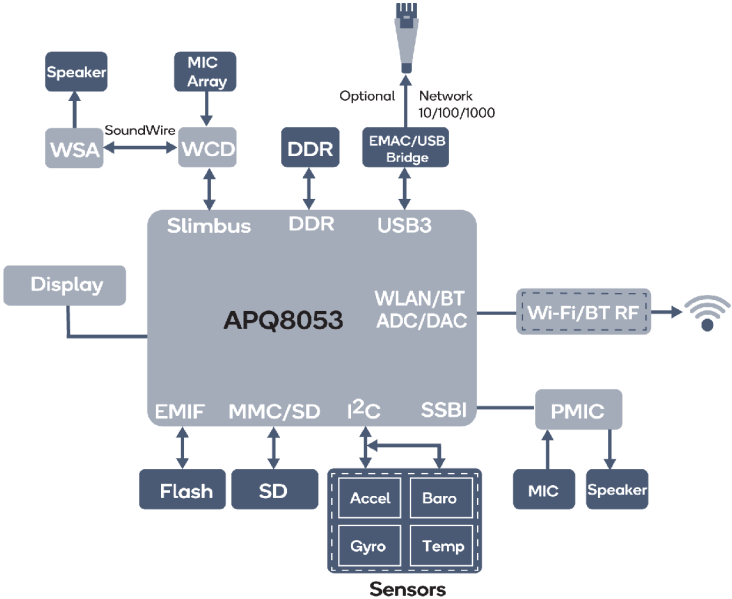 Optional
Network
10/100/1000
Speaker
MIC
Array
WSA
SoundWire
WCD
DDR
EMAC/USB
Bridge
Slimbus
DDR
USB3
Display
APQ8053
WLAN/BT
ADC/DAC
Wi-Fi/BT RF
EMIF
MMC/SD
I²C
SSBI
PMIC
Flash
SD
Accel
Baro
Gyro
Temp
MIC
Speaker
Sensors